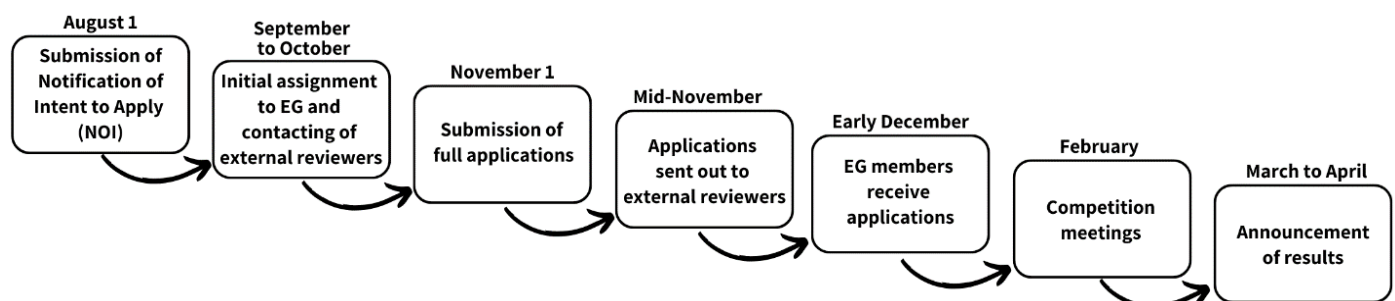 August 1
Submission of
Notification of
Intent to Apply
(NOI)
September
to October
Initial assignment
to EG and
contacting of
external reviewers
November 1
Submission of
full applications
Mid-November
Applications
sent out to
external reviewers
Early December
EG members
receive
applications
February
Competition
meetings
March to April
Announcement
of results